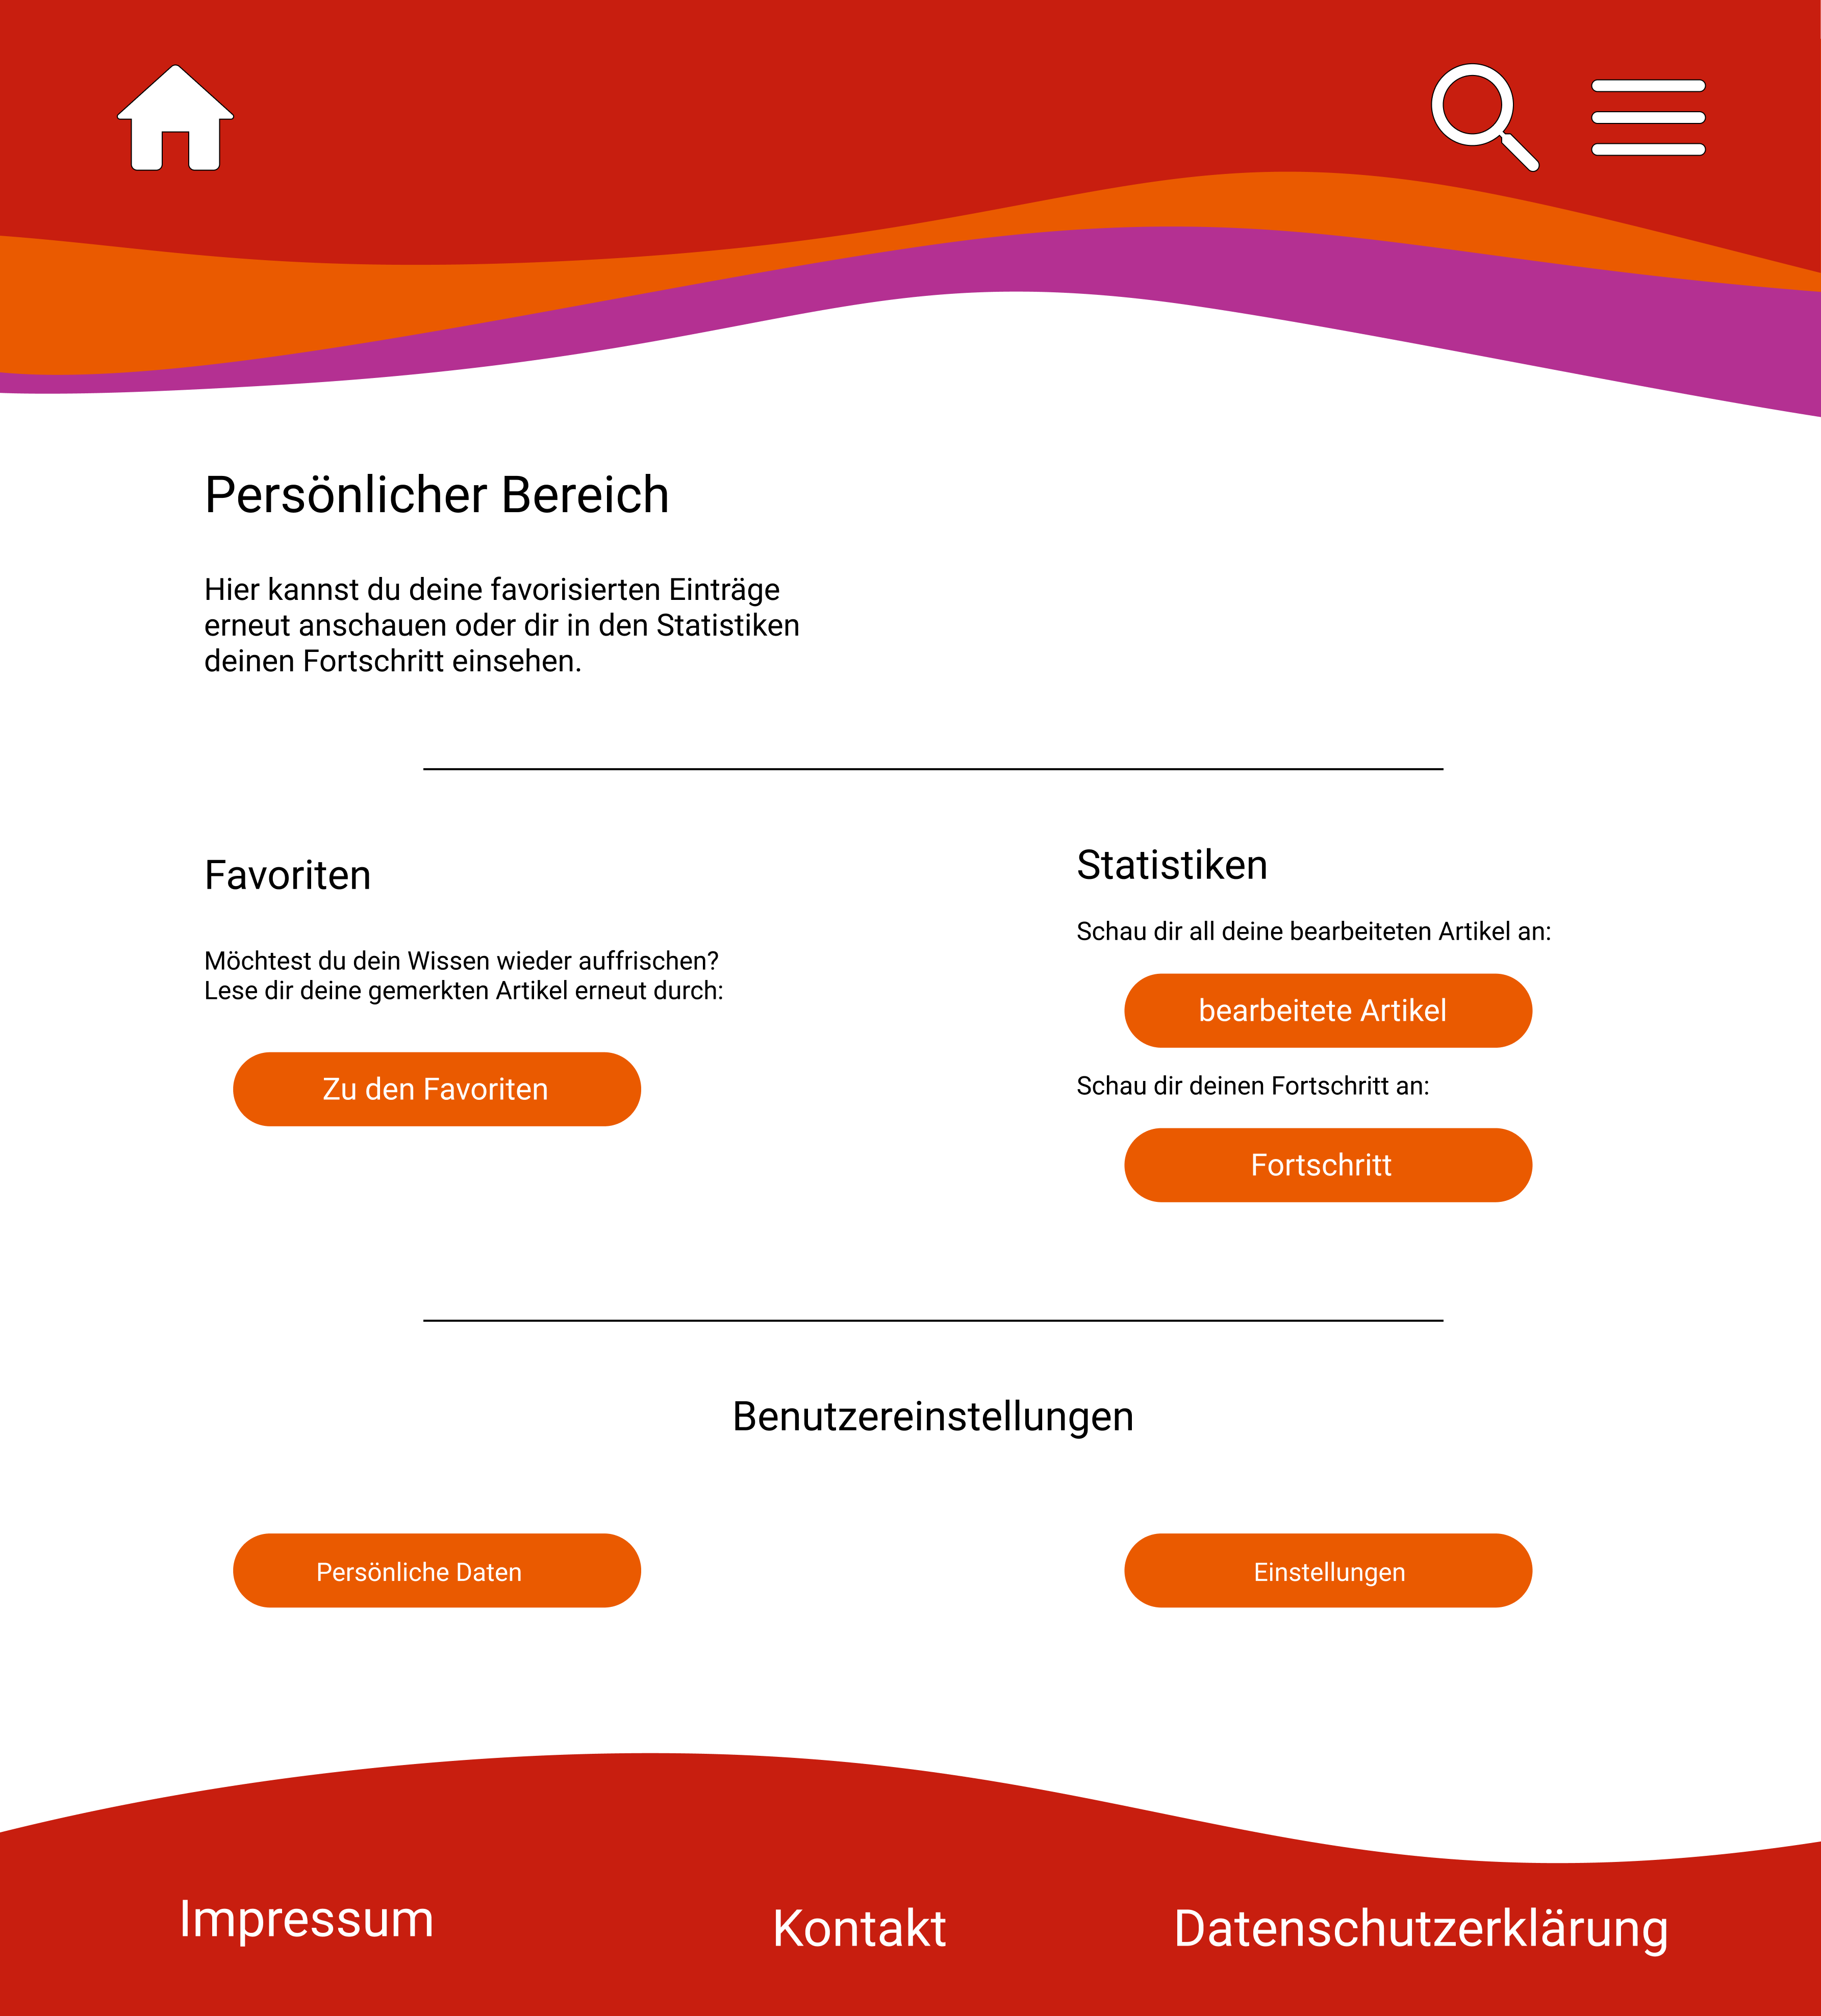 Persönlicher Bereich
Hier kannst du deine favorisierten Einträge
erneut anschauen oder dir in den Statistiken
deinen Fortschritt einsehen.
Favoriten
Möchtest du dein Wissen wieder auffrischen?
Lese dir deine gemerkten Artikel erneut durch:
Zu den Favoriten
Statistiken
Schau dir all deine bearbeiteten Artikel an:
bearbeitete Artikel
Schau dir deinen Fortschritt an:
Fortschritt
Benutzereinstellungen
Persönliche Daten
Einstellungen
Impressum
Kontakt
Datenschutzerklärung